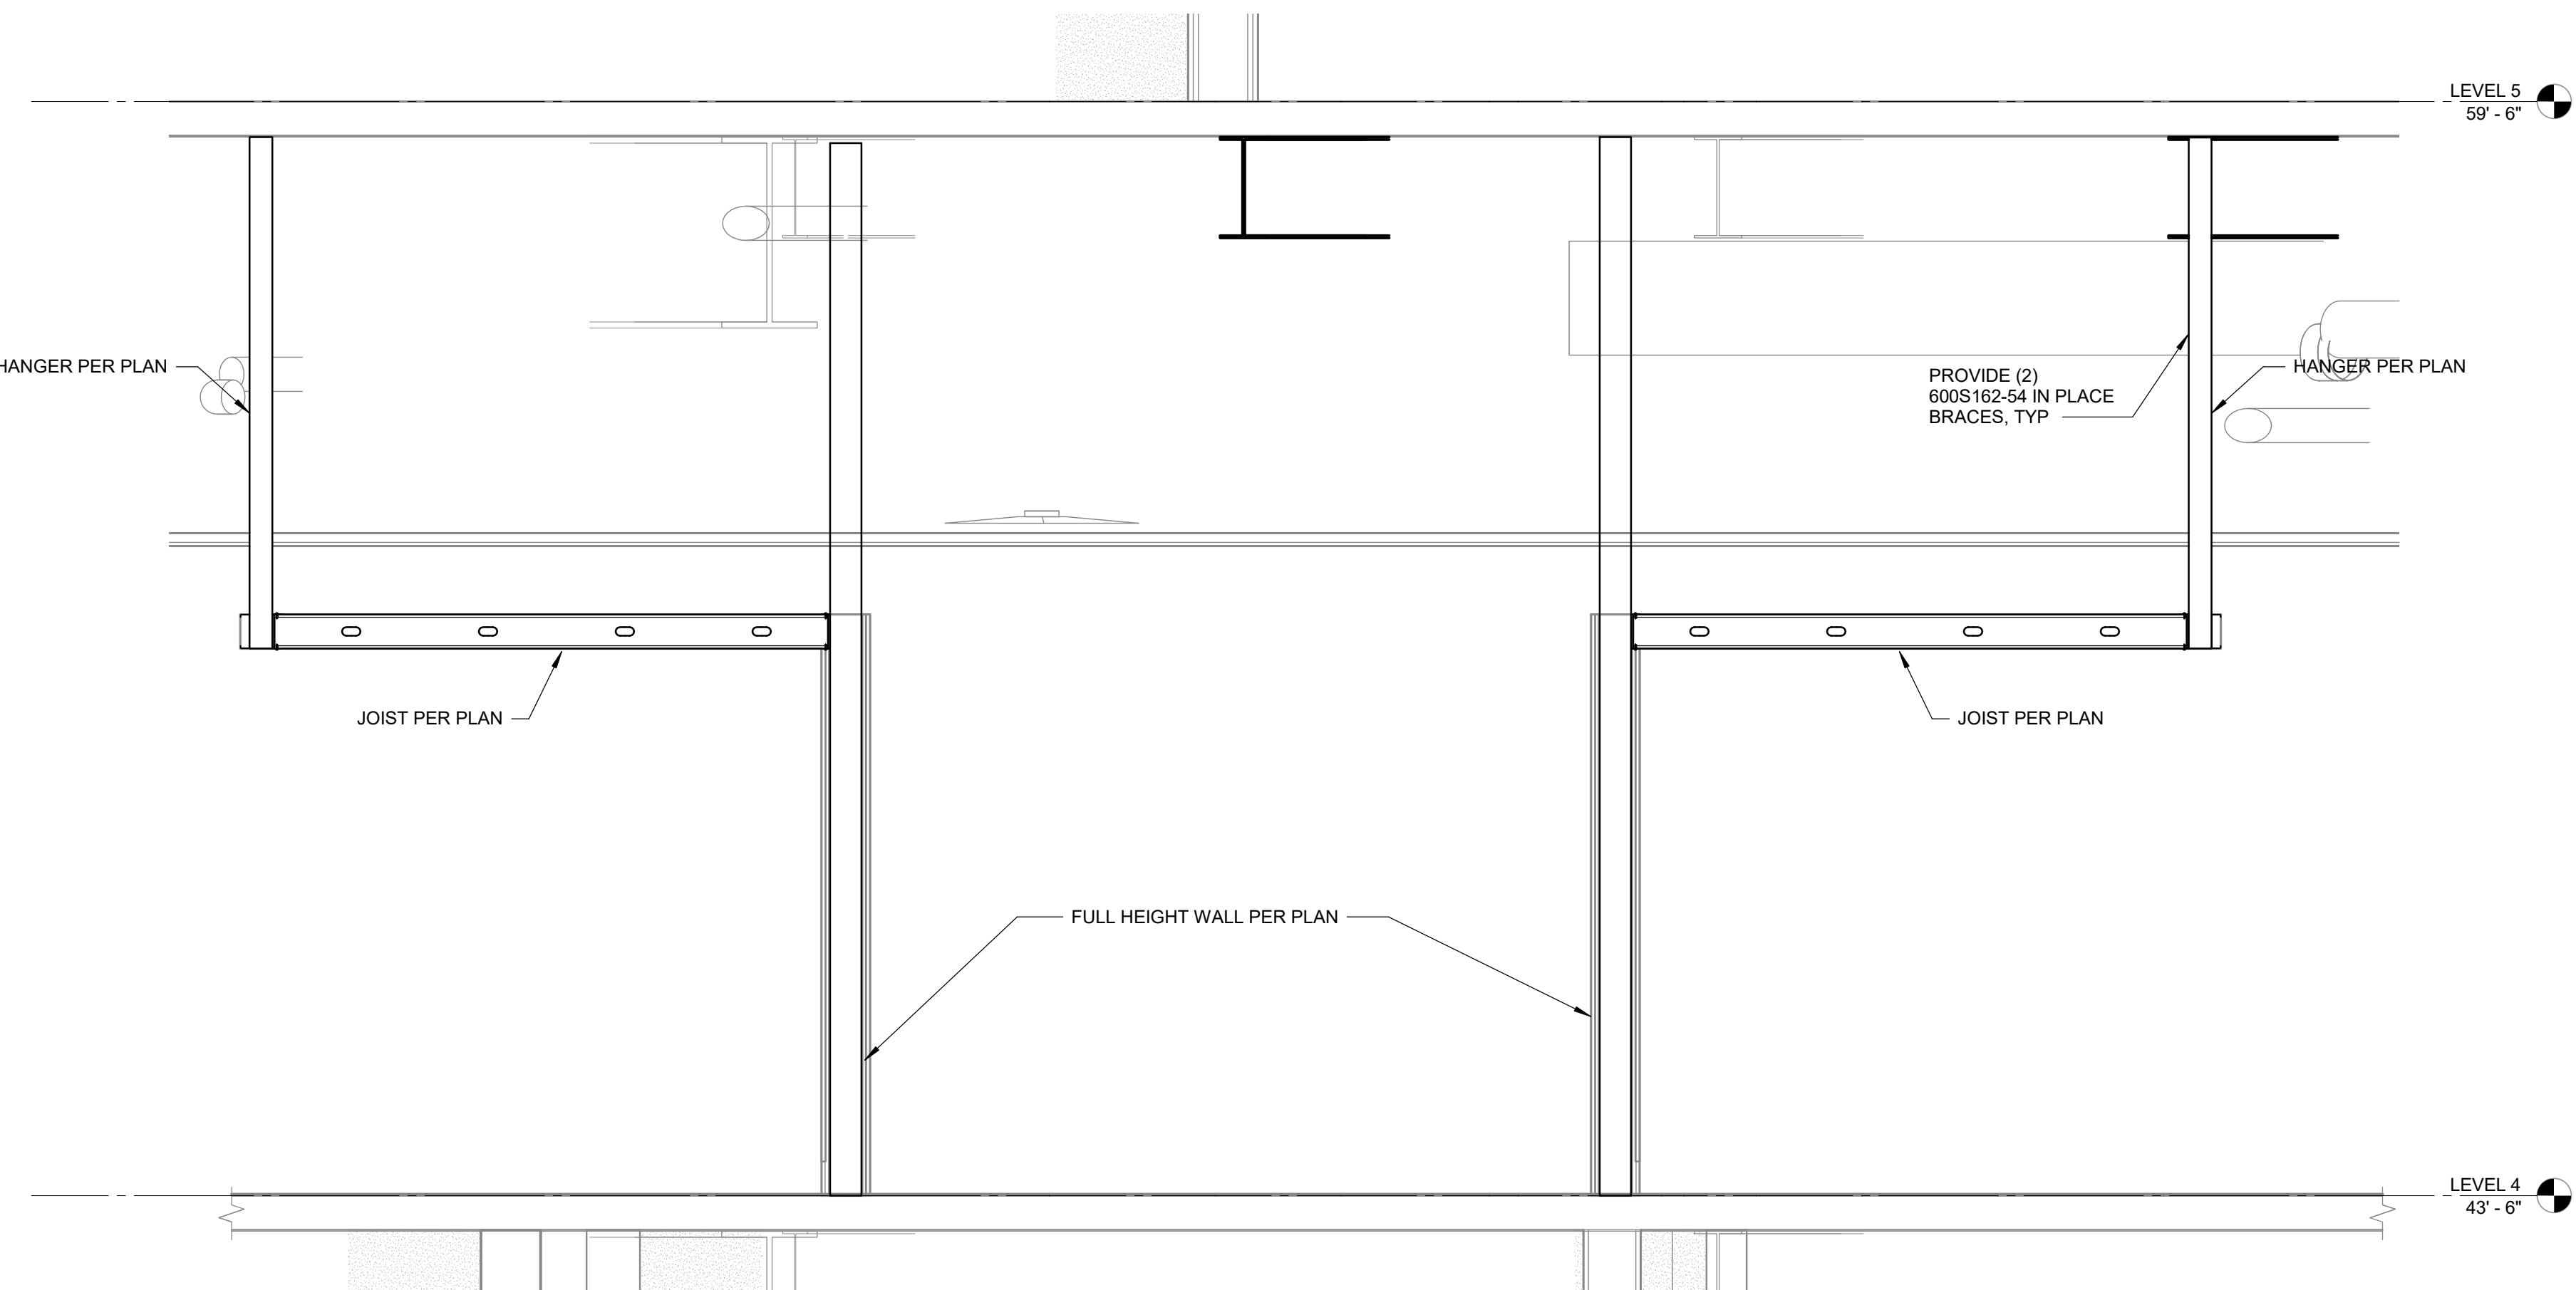 LEVEL 5
59' - 6"
HANGER PER PLAN
HANGER PER PLAN
PROVIDE (2)
600S162-54 IN PLACE
BRACES, TYP
JOIST PER PLAN
JOIST PER PLAN
FULL HEIGHT WALL PER PLAN
LEVEL 4
43' - 6"